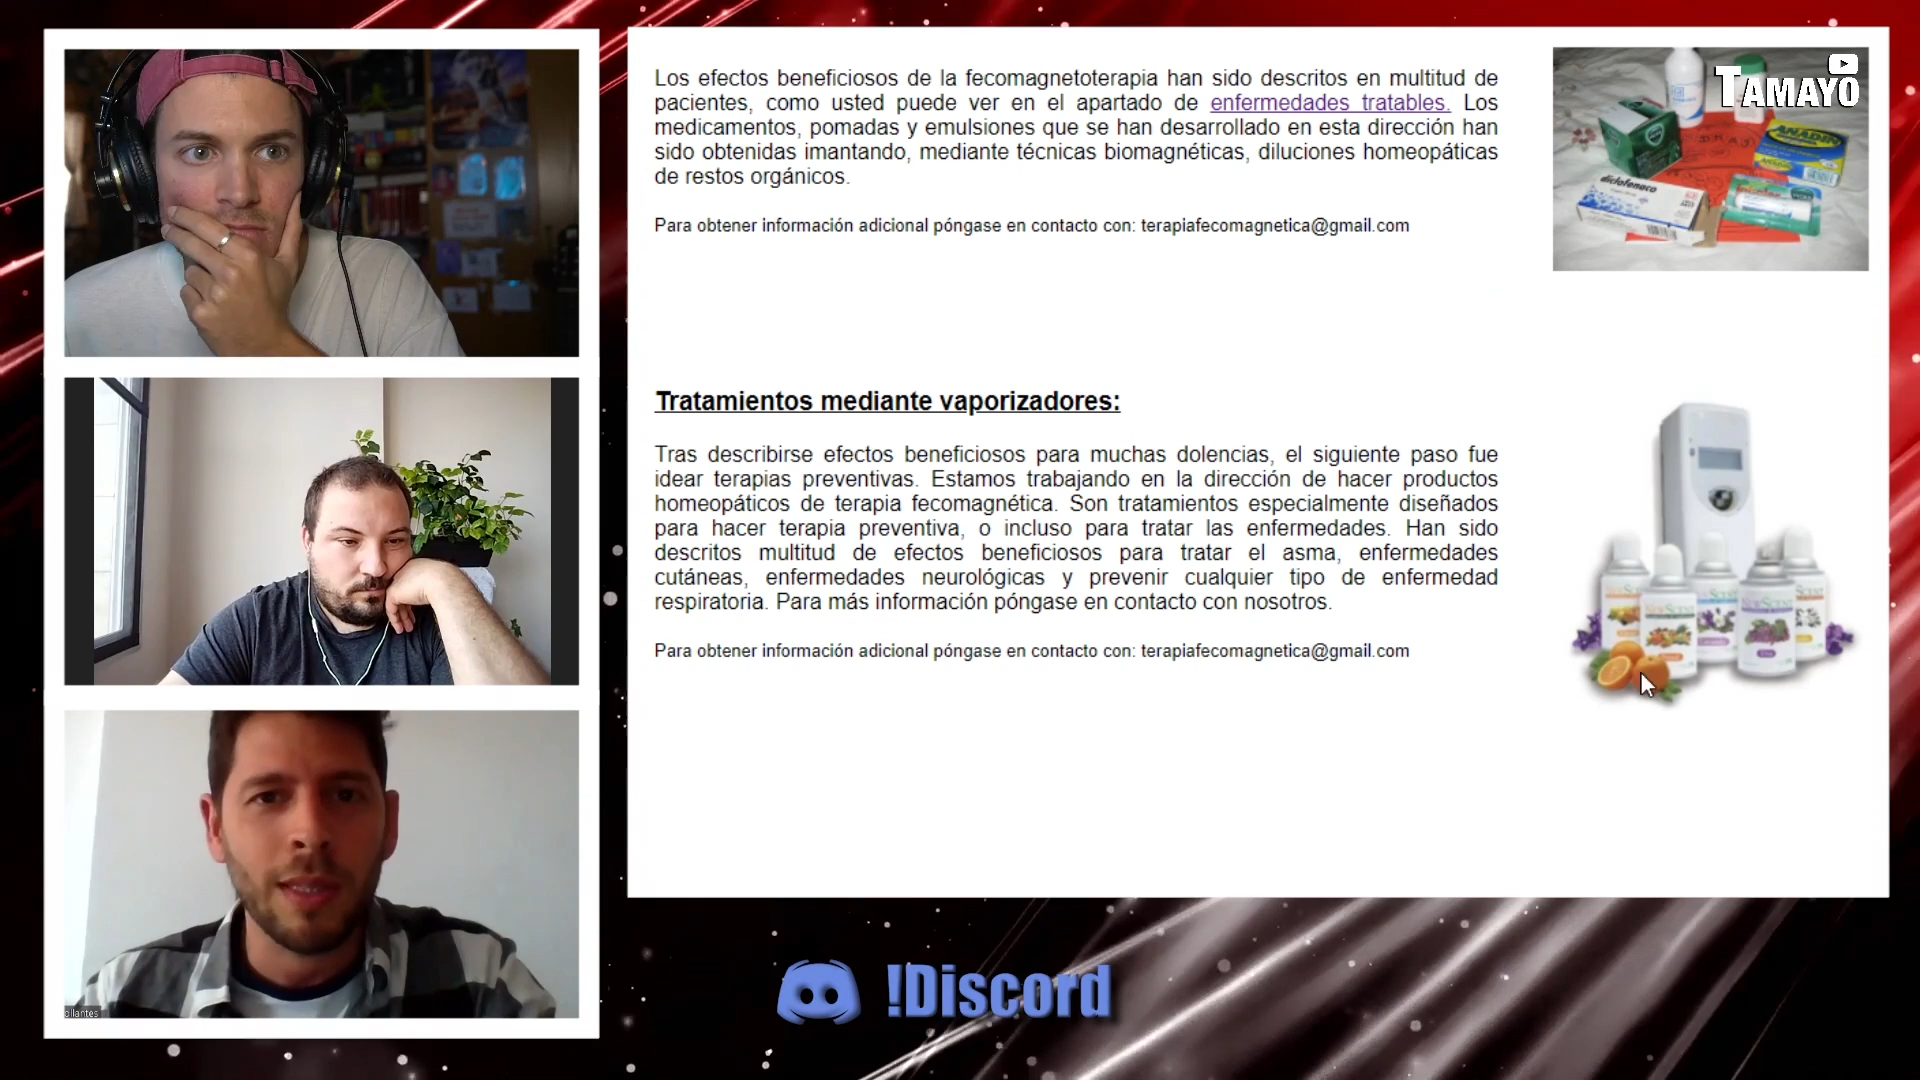 Los efectos beneficiosos de la fecomagnetoterapia han sido descritos en multitud de
pacientes, como usted puede ver en el apartado de enfermedades tratables. Los
medicamentos, pomadas y emulsiones que se han desarrollado en esta dirección han
sido obtenidas imantando, mediante técnicas biomagnéticas, diluciones homeopáticas
de restos orgánicos.
Para obtener información adicional póngase en contacto con: terapiafecomagnetica@gmail.com
TAMAYO
diclofenaco
Tratamientos mediante vaporizadores:
Tras describirse efectos beneficiosos para muchas dolencias, el siguiente paso fue
idear terapias preventivas. Estamos trabajando en la dirección de hacer productos
homeopáticos de terapia fecomagnética. Son tratamientos especialmente diseñados
para hacer terapia preventiva, o incluso para tratar las enfermedades. Han sido
descritos multitud de efectos beneficiosos para tratar el asma, enfermedades
cutáneas, enfermedades neurológicas y prevenir cualquier tipo de enfermedad
respiratoria. Para más información póngase en contacto con nosotros.
Para obtener información adicional póngase en contacto con: terapiafecomagnetica@gmail.com
ollantes
!Discord